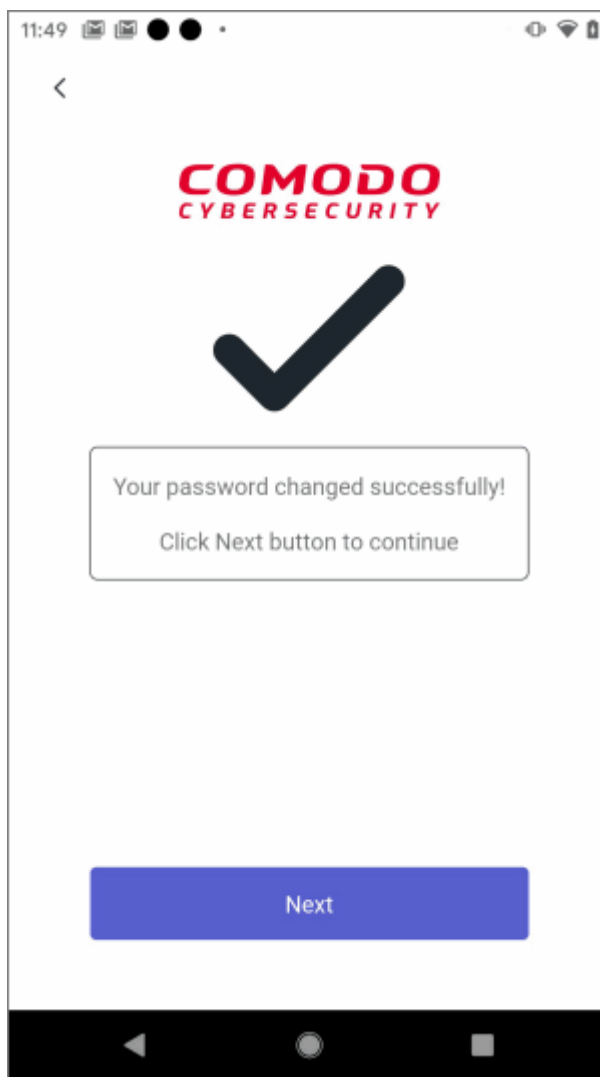 11:49
COMODO
CYBERSECURITY
Your password changed successfully!
Click Next button to continue
Next